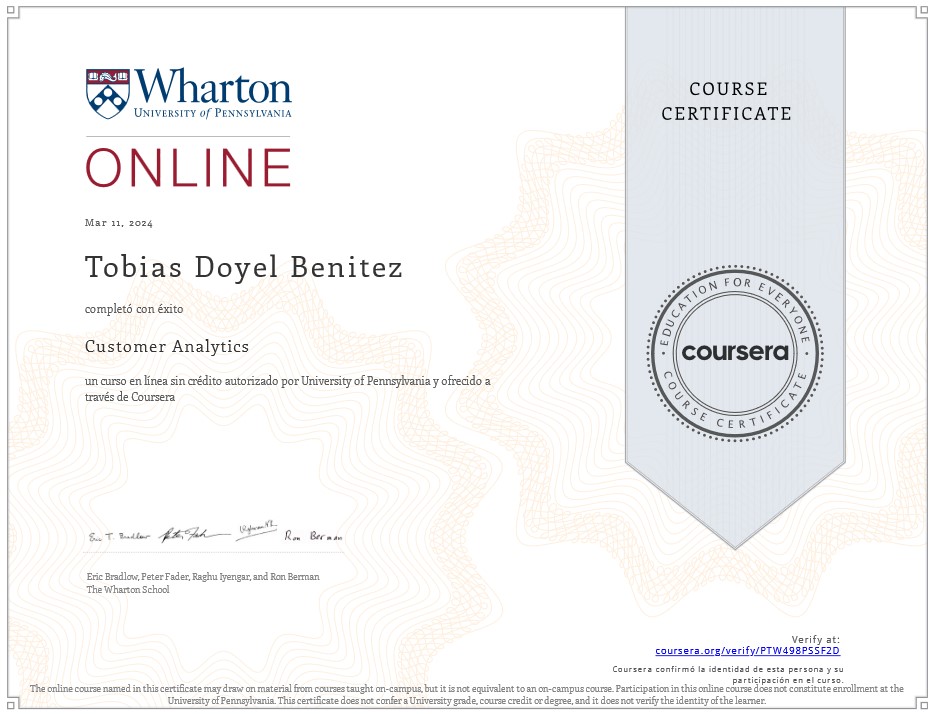 Wharton
UNIVERSITY of PENNSYLVANIA
ONLINE
Mar 11, 2024
Tobias Doyel Benitez
completó con éxito
Customer Analytics
un curso en línea sin crédito autorizado por University of Pennsylvania y ofrecido a
través de Coursera
Eric T. Bradlow
Ron Berman
Eric Bradlow, Peter Fader, Raghu Iyengar, and Ron Berman
The Wharton School
COURSE
CERTIFICATE
EDUCATION FOR EVERYONE
coursera
COURSE CERTIFICATE
Verify at:
coursera.org/verify/PTW498PSSF2D
Coursera confirmó la identidad de esta persona y su
participación en el curso.
The online course named in this certificate may draw on material from courses taught on-campus, but it is not equivalent to an on-campus course. Participation in this online course does not constitute enrollment at the
University of Pennsylvania. This certificate does not confer a University grade, course credit or degree, and it does not verify the identity of the learner.